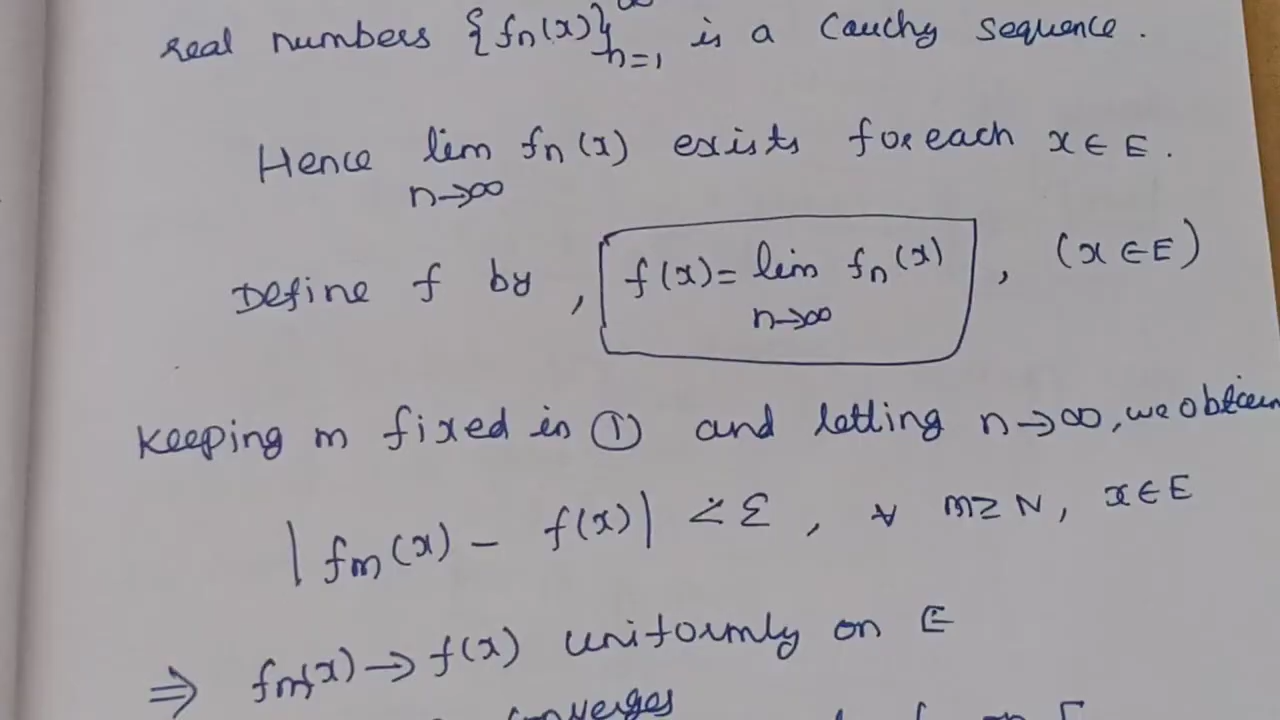 real numbers {fn(x)}∞n=1 is a Cauchy sequence.
Hence lim n→∞ fn(x) exists for each x ∈ E.
Define f by, f(x) = lim n→∞ fn(x), (x ∈ E)
Keeping m fixed in ① and letting n→∞, we obtain
|fm(x) - f(x)| < ε, ∀ m ≥ N, x ∈ E
⇒ fm(x) → f(x) uniformly on E
converges